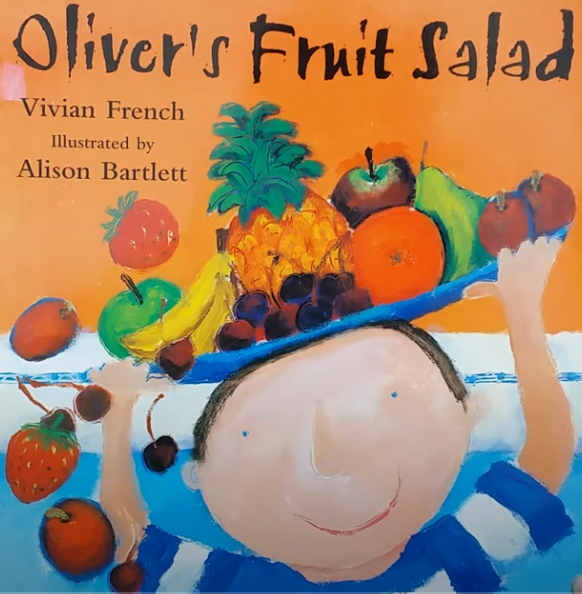 Oliver's Fruit Salad
Vivian French
Illustrated by
Alison Bartlett